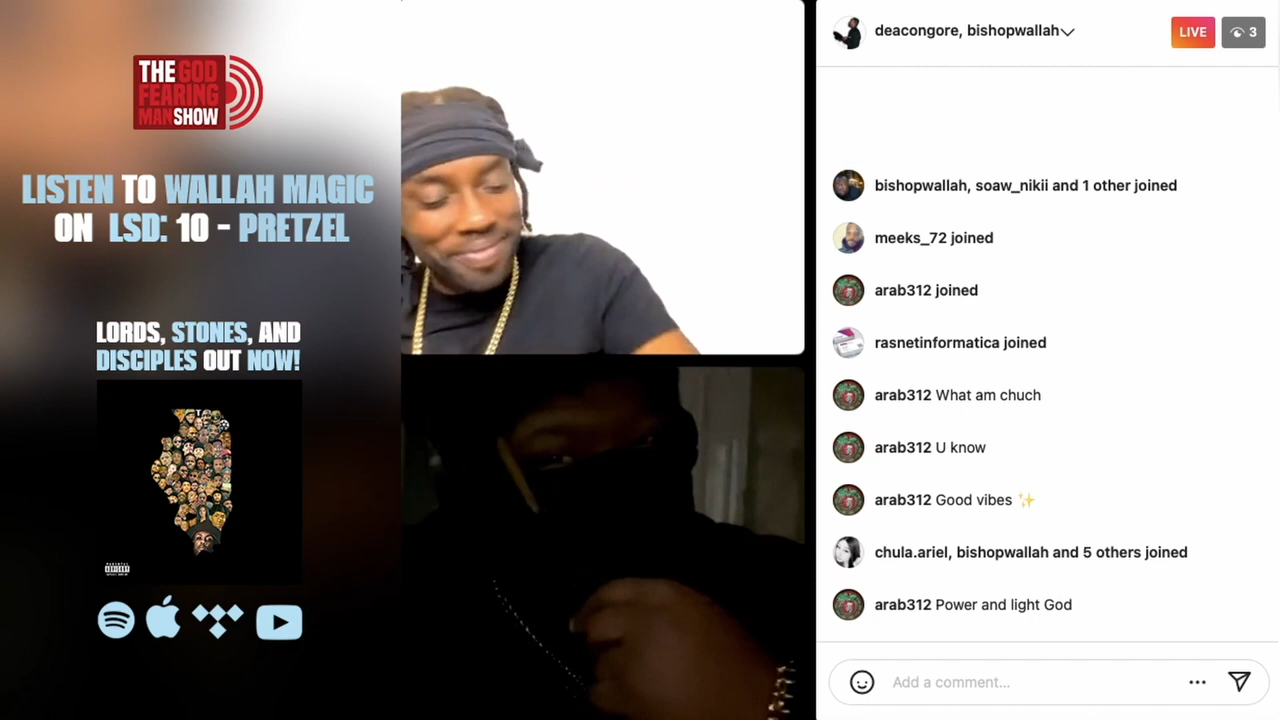 THE GOD
FEARING
MAN SHOW
LISTEN TO WALLAH MAGIC
ON LSD: 10 - PRETZEL
LORDS, STONES, AND
DISCIPLES OUT NOW!
PARENTAL
ADVISORY
deacongore, bishopwallah
LIVE
3
bishopwallah, soaw_nikii and 1 other joined
meeks_72 joined
arab312 joined
rasnetinformatica joined
arab312 What am chuch
arab312 U know
arab312 Good vibes ✨
chula.ariel, bishopwallah and 5 others joined
arab312 Power and light God
Add a comment...